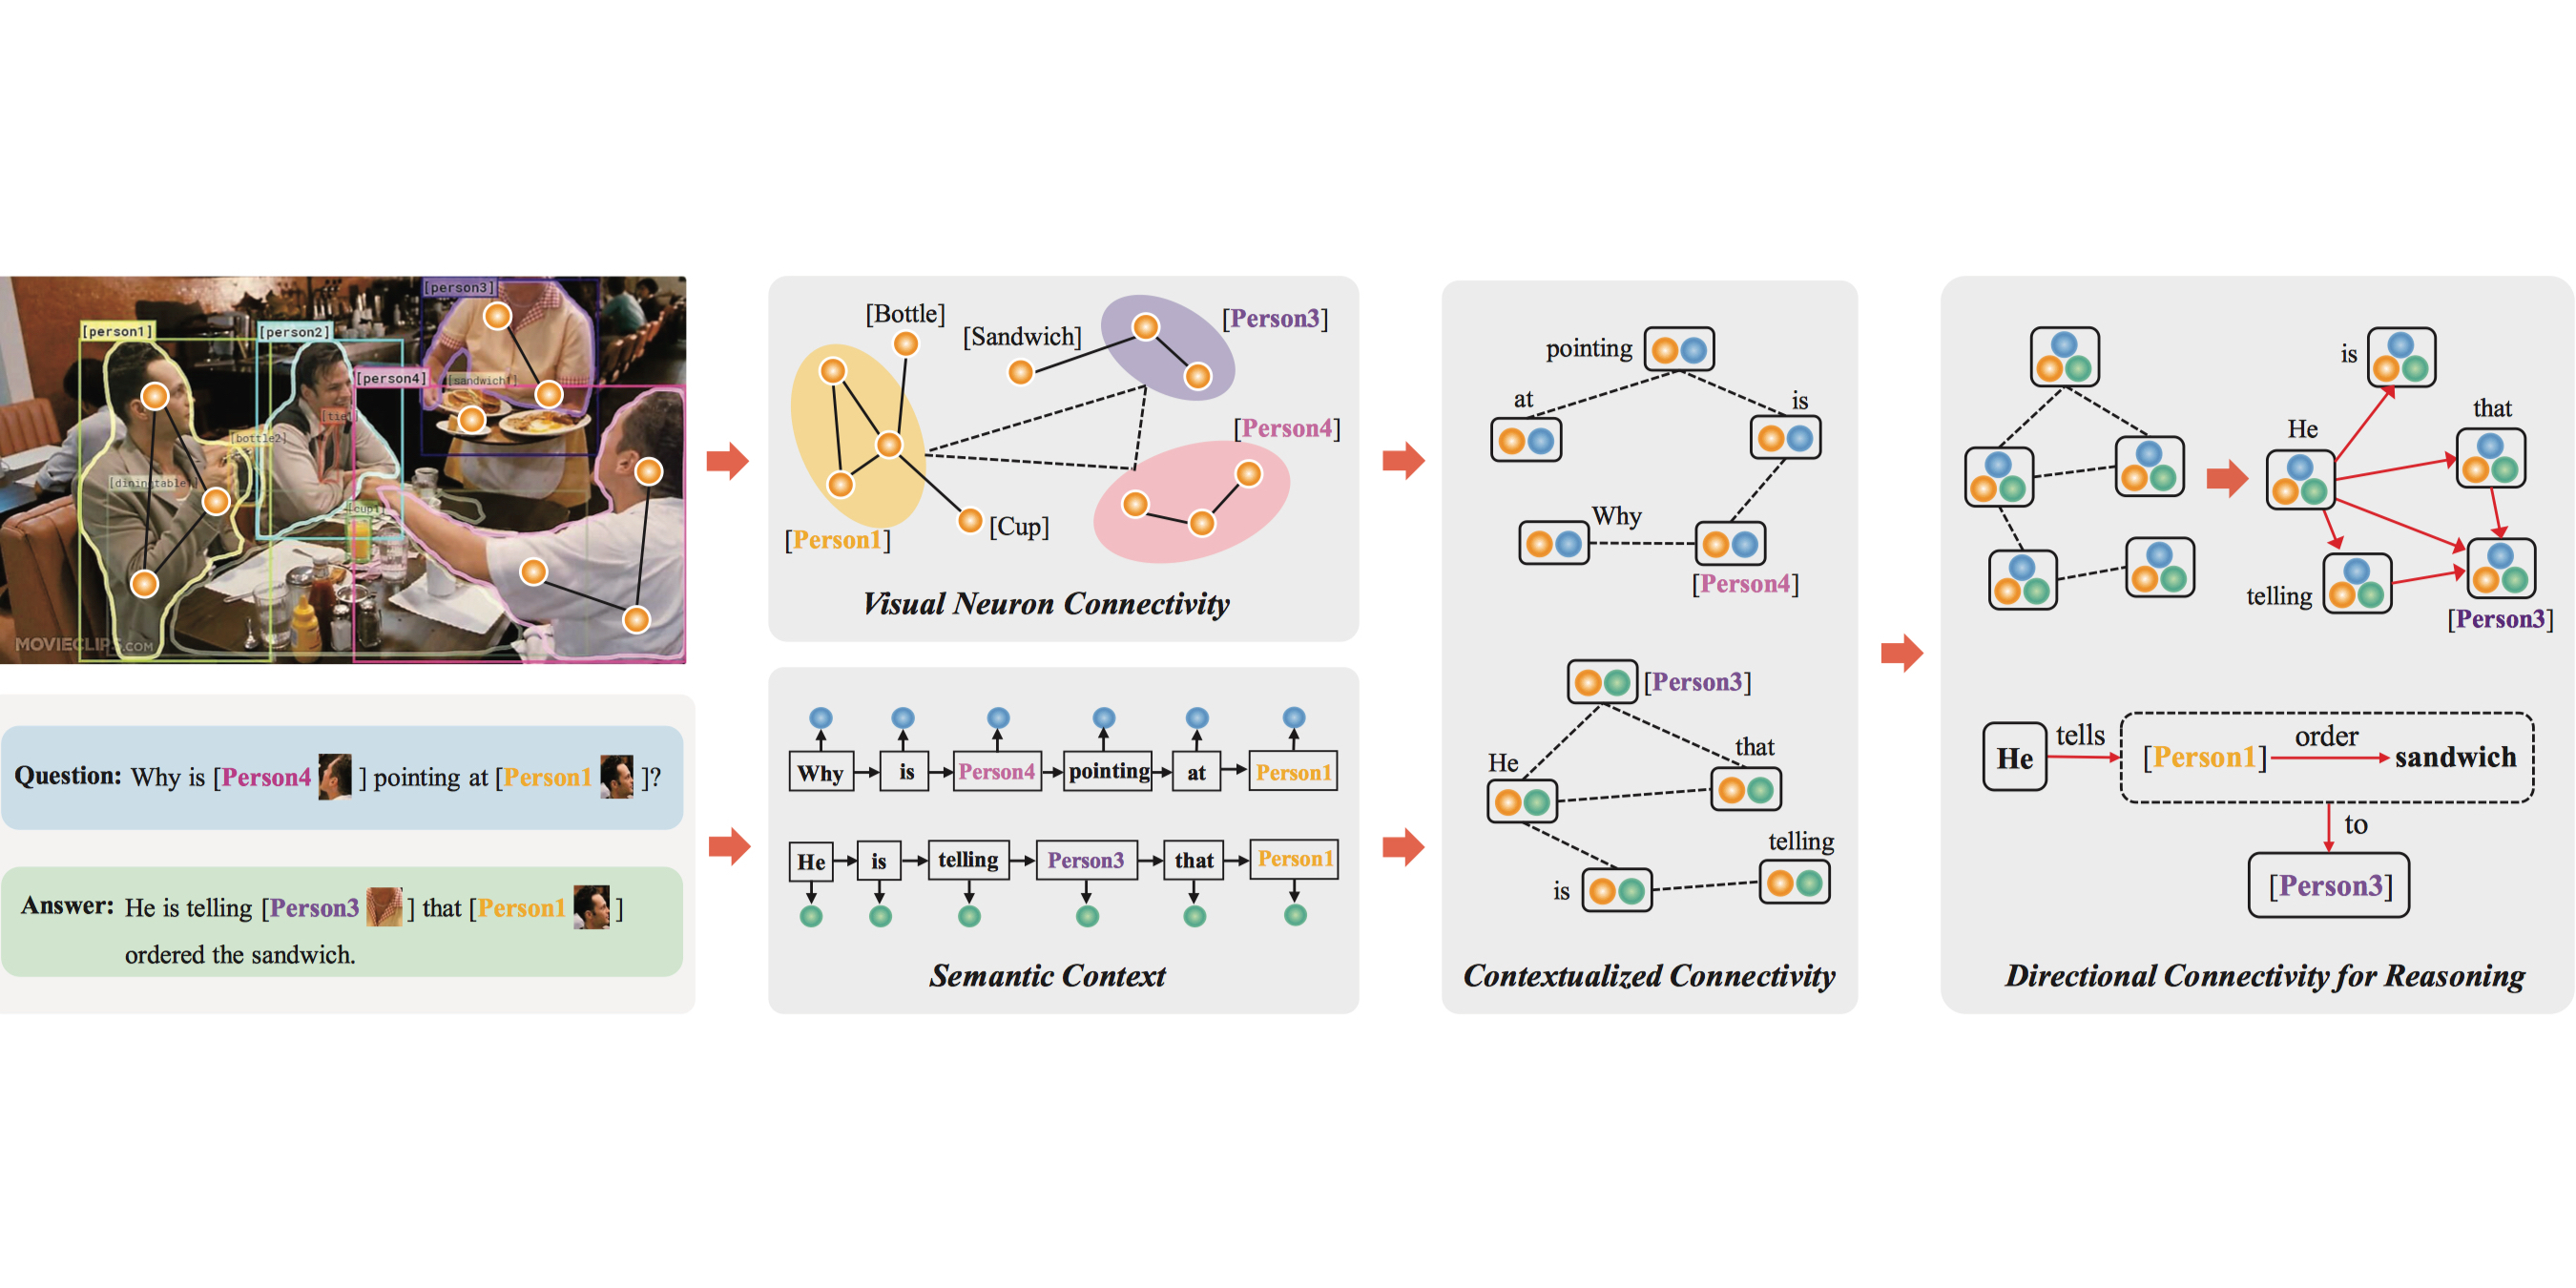 [person1]
[person2]
[person3]
[person4]
[sandwich]
[tie]
[bottle2]
[diningtable]
[cup1]
MOVIECLIPS.COM
Question: Why is [Person4 ] pointing at [Person1 ]?
Answer: He is telling [Person3 ] that [Person1 ]
ordered the sandwich.
[Bottle]
[Sandwich]
[Person3]
[Person4]
[Person1]
[Cup]
Visual Neuron Connectivity
Why is Person4 pointing at Person1
He is telling Person3 that Person1
Semantic Context
pointing
at
is
Why
[Person4]
[Person3]
He
that
telling
is
Contextualized Connectivity
is
He
that
telling
[Person3]
He tells [Person1] order sandwich
to
[Person3]
Directional Connectivity for Reasoning